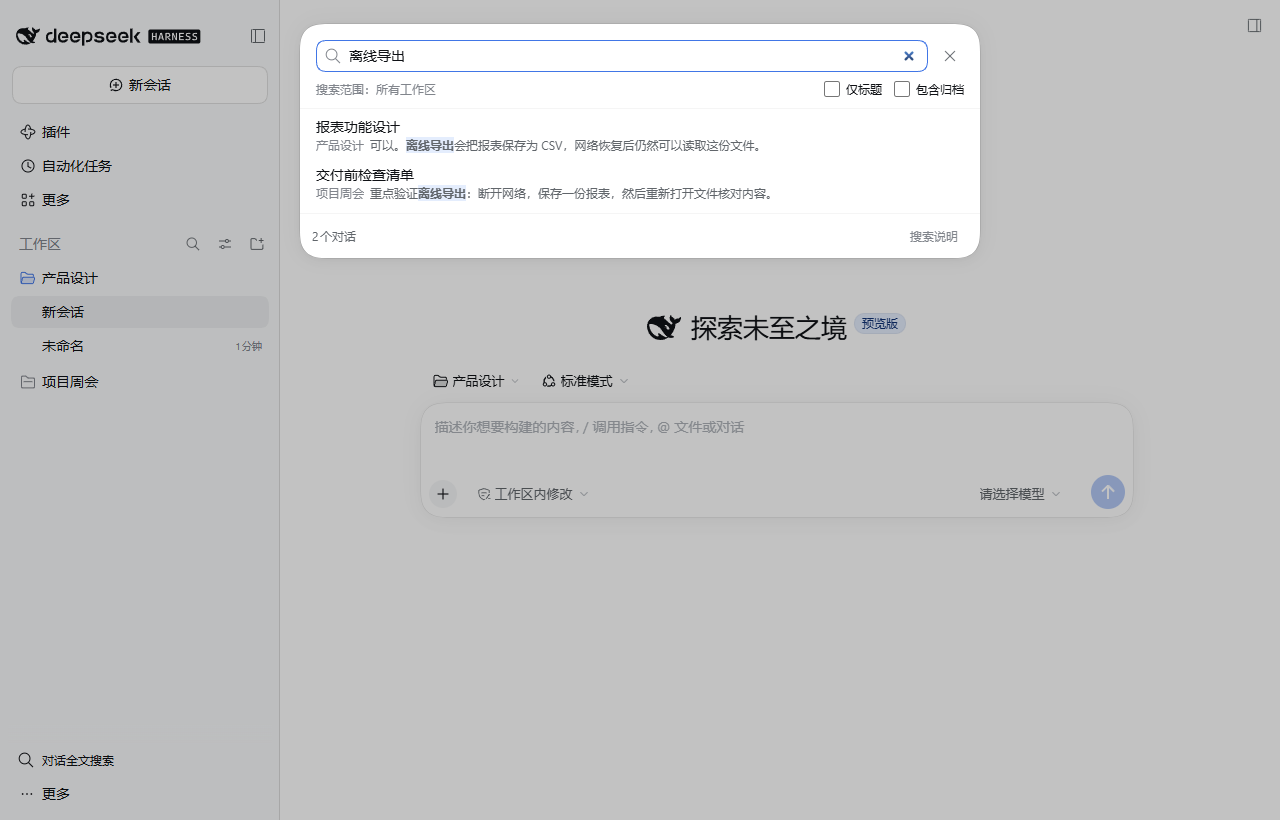 deepseek HARNESS
新会话
插件
自动化任务
更多
工作区
产品设计
新会话
未命名 1分钟
项目周会
对话全文搜索
更多
离线导出
搜索范围：所有工作区 仅标题 包含归档
报表功能设计
产品设计 可以。离线导出会把报表保存为 CSV，网络恢复后仍然可以读取这份文件。
交付前检查清单
项目周会 重点验证离线导出：断开网络，保存一份报表，然后重新打开文件核对内容。
2个对话 搜索说明
探索未至之境 预览版
产品设计 标准模式
描述你想要构建的内容, / 调用指令, @ 文件或对话
工作区内修改 请选择模型